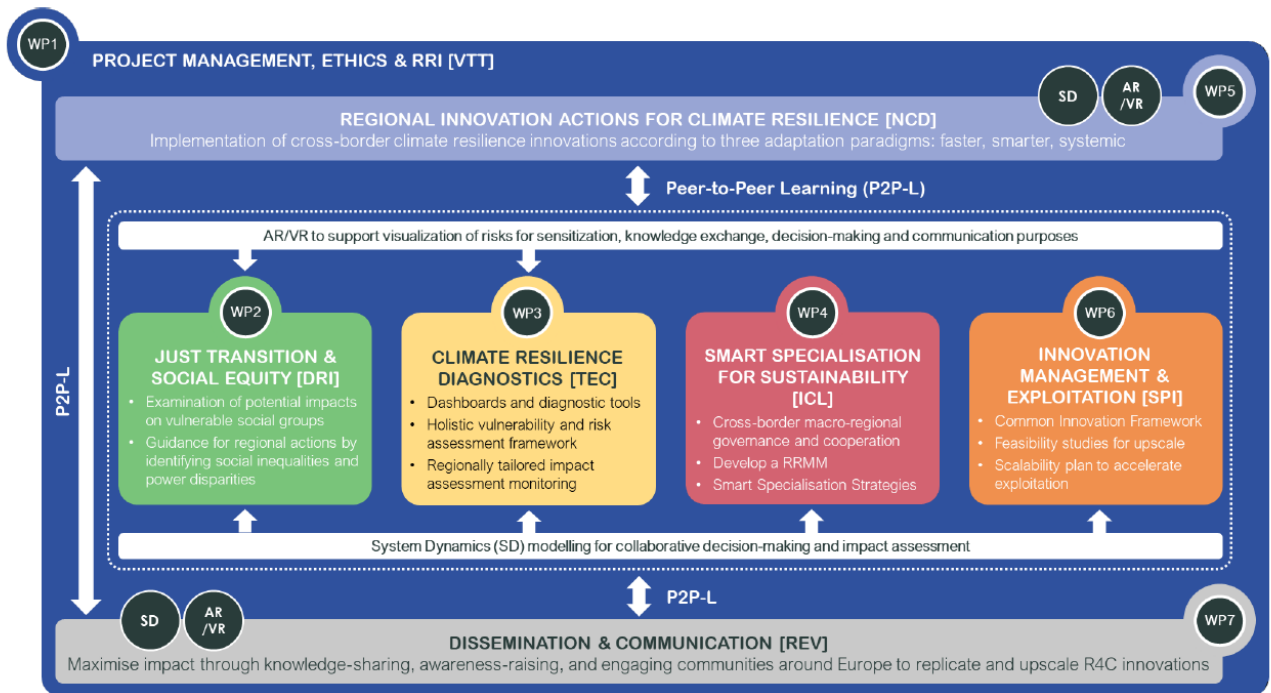 WP1
PROJECT MANAGEMENT, ETHICS & RRI [VTT]
SD
AR
/VR
WP5
REGIONAL INNOVATION ACTIONS FOR CLIMATE RESILIENCE [NCD]
Implementation of cross-border climate resilience innovations according to three adaptation paradigms: faster, smarter, systemic
Peer-to-Peer Learning (P2P-L)
P2P-L
AR/VR to support visualization of risks for sensitization, knowledge exchange, decision-making and communication purposes
WP2
JUST TRANSITION &
SOCIAL EQUITY [DRI]
• Examination of potential impacts
on vulnerable social groups
• Guidance for regional actions by
identifying social inequalities and
power disparities
WP3
CLIMATE RESILIENCE
DIAGNOSTICS [TEC]
• Dashboards and diagnostic tools
• Holistic vulnerability and risk
assessment framework
• Regionally tailored impact
assessment monitoring
WP4
SMART SPECIALISATION
FOR SUSTAINABILITY
[ICL]
• Cross-border macro-regional
governance and cooperation
• Develop a RRMM
• Smart Specialisation Strategies
WP6
INNOVATION
MANAGEMENT &
EXPLOITATION [SPI]
• Common Innovation Framework
• Feasibility studies for upscale
• Scalability plan to accelerate
exploitation
System Dynamics (SD) modelling for collaborative decision-making and impact assessment
P2P-L
SD
AR
/VR
WP7
DISSEMINATION & COMMUNICATION [REV]
Maximise impact through knowledge-sharing, awareness-raising, and engaging communities around Europe to replicate and upscale R4C innovations